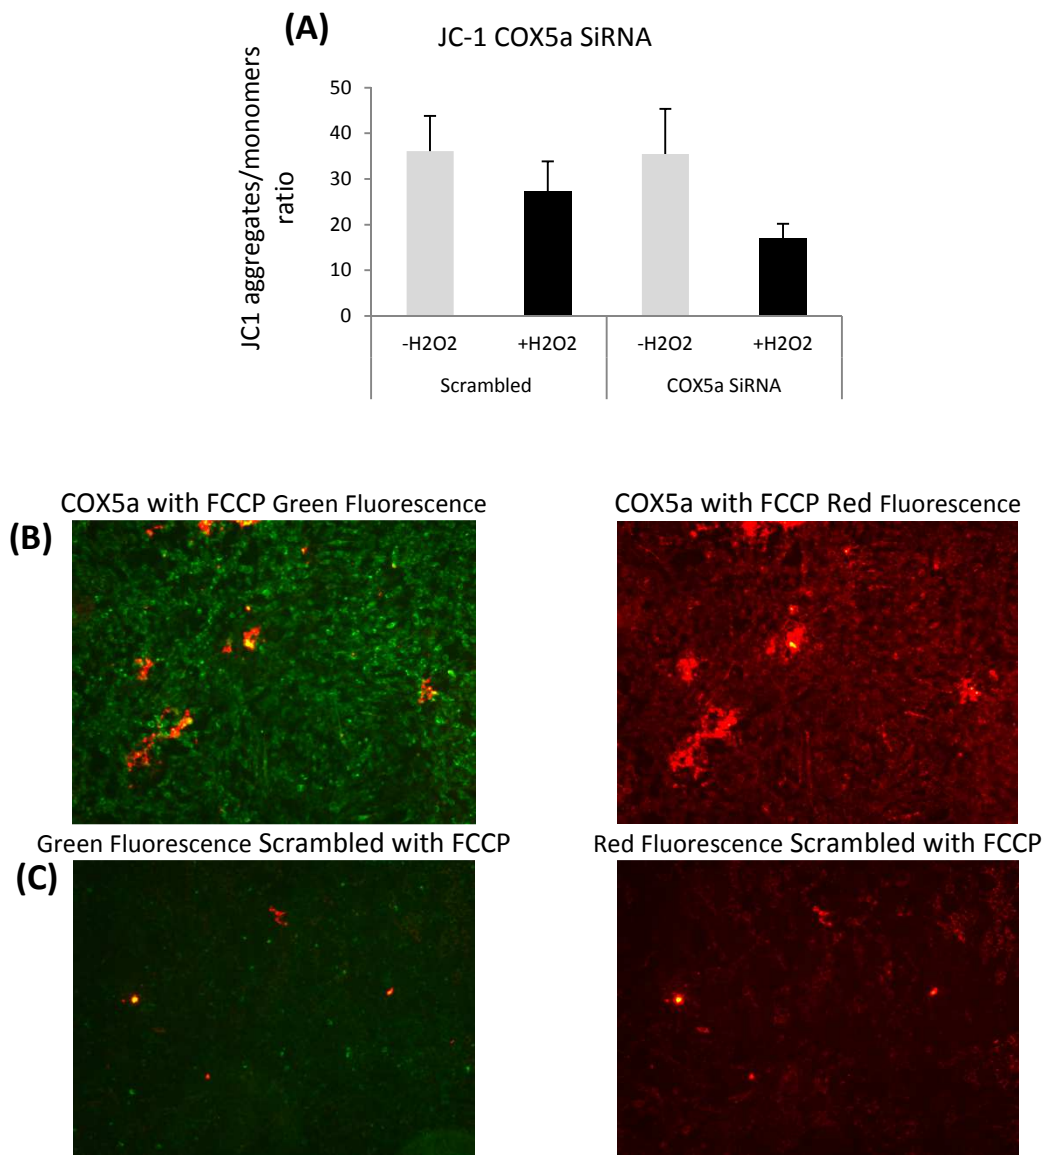 (A)
JC-1 COX5a SiRNA
JC1 aggregates/monomers
ratio
50
40
30
20
10
0
-H2O2 +H2O2 -H2O2 +H2O2
Scrambled COX5a SiRNA
COX5a with FCCP Green Fluorescence COX5a with FCCP Red Fluorescence
(B)
Green Fluorescence Scrambled with FCCP Red Fluorescence Scrambled with FCCP
(C)